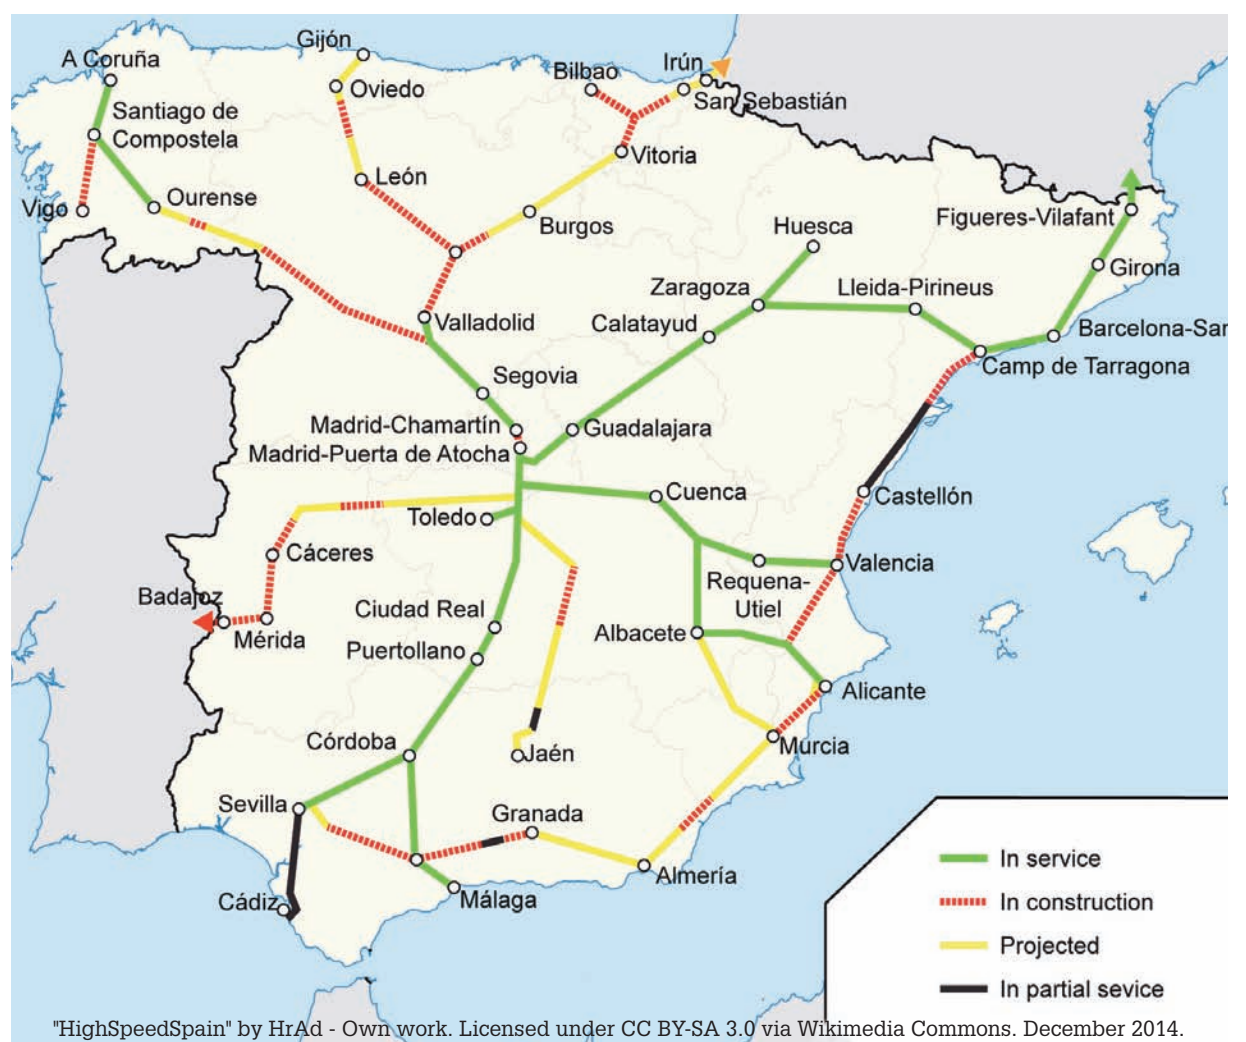 Gijón
A Coruña
Oviedo
Bilbao
Irún
San Sebastián
Santiago de
Compostela
Vitoria
León
Vigo
Ourense
Burgos
Huesca
Figueres-Vilafant
Girona
Zaragoza
Lleida-Pirineus
Calatayud
Valladolid
Barcelona-San
Camp de Tarragona
Segovia
Madrid-Chamartín
Guadalajara
Madrid-Puerta de Atocha
Cuenca
Castellón
Toledo
Cáceres
Valencia
Requena-
Utiel
Badajoz
Mérida
Ciudad Real
Albacete
Puertollano
Alicante
Córdoba
Jaén
Murcia
Sevilla
Granada
Almería
Cádiz
Málaga
In service
In construction
Projected
In partial sevice
"HighSpeedSpain" by HrAd - Own work. Licensed under CC BY-SA 3.0 via Wikimedia Commons. December 2014.